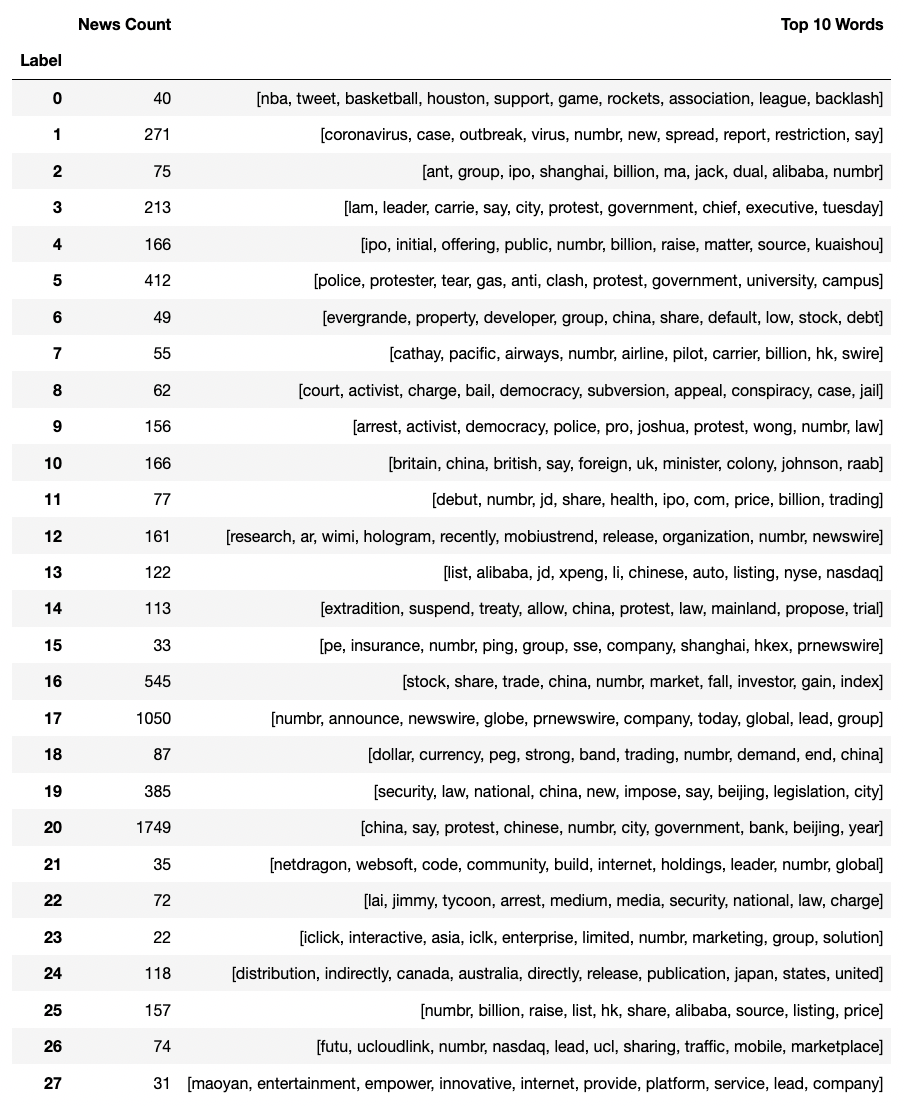 News Count Top 10 Words
Label
0 40 [nba, tweet, basketball, houston, support, game, rockets, association, league, backlash]
1 271 [coronavirus, case, outbreak, virus, numbr, new, spread, report, restriction, say]
2 75 [ant, group, ipo, shanghai, billion, ma, jack, dual, alibaba, numbr]
3 213 [lam, leader, carrie, say, city, protest, government, chief, executive, tuesday]
4 166 [ipo, initial, offering, public, numbr, billion, raise, matter, source, kuaishou]
5 412 [police, protester, tear, gas, anti, clash, protest, government, university, campus]
6 49 [evergrande, property, developer, group, china, share, default, low, stock, debt]
7 55 [cathay, pacific, airways, numbr, airline, pilot, carrier, billion, hk, swire]
8 62 [court, activist, charge, bail, democracy, subversion, appeal, conspiracy, case, jail]
9 156 [arrest, activist, democracy, police, pro, joshua, protest, wong, numbr, law]
10 166 [britain, china, british, say, foreign, uk, minister, colony, johnson, raab]
11 77 [debut, numbr, jd, share, health, ipo, com, price, billion, trading]
12 161 [research, ar, wimi, hologram, recently, mobiustrend, release, organization, numbr, newswire]
13 122 [list, alibaba, jd, xpeng, li, chinese, auto, listing, nyse, nasdaq]
14 113 [extradition, suspend, treaty, allow, china, protest, law, mainland, propose, trial]
15 33 [pe, insurance, numbr, ping, group, sse, company, shanghai, hkex, prnewswire]
16 545 [stock, share, trade, china, numbr, market, fall, investor, gain, index]
17 1050 [numbr, announce, newswire, globe, prnewswire, company, today, global, lead, group]
18 87 [dollar, currency, peg, strong, band, trading, numbr, demand, end, china]
19 385 [security, law, national, china, new, impose, say, beijing, legislation, city]
20 1749 [china, say, protest, chinese, numbr, city, government, bank, beijing, year]
21 35 [netdragon, websoft, code, community, build, internet, holdings, leader, numbr, global]
22 72 [lai, jimmy, tycoon, arrest, medium, media, security, national, law, charge]
23 22 [iclick, interactive, asia, iclk, enterprise, limited, numbr, marketing, group, solution]
24 118 [distribution, indirectly, canada, australia, directly, release, publication, japan, states, united]
25 157 [numbr, billion, raise, list, hk, share, alibaba, source, listing, price]
26 74 [futu, ucloudlink, numbr, nasdaq, lead, ucl, sharing, traffic, mobile, marketplace]
27 31 [maoyan, entertainment, empower, innovative, internet, provide, platform, service, lead, company]